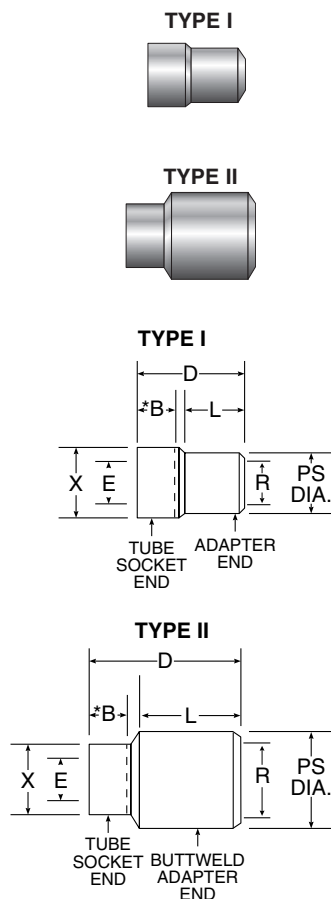 TYPE I
TYPE II
TYPE I
D
*B
L
X
E
R
PS
DIA.
TUBE
SOCKET
END
ADAPTER
END
TYPE II
D
*B
L
X
E
R
PS
DIA.
TUBE
SOCKET
END
BUTTWELD
ADAPTER
END